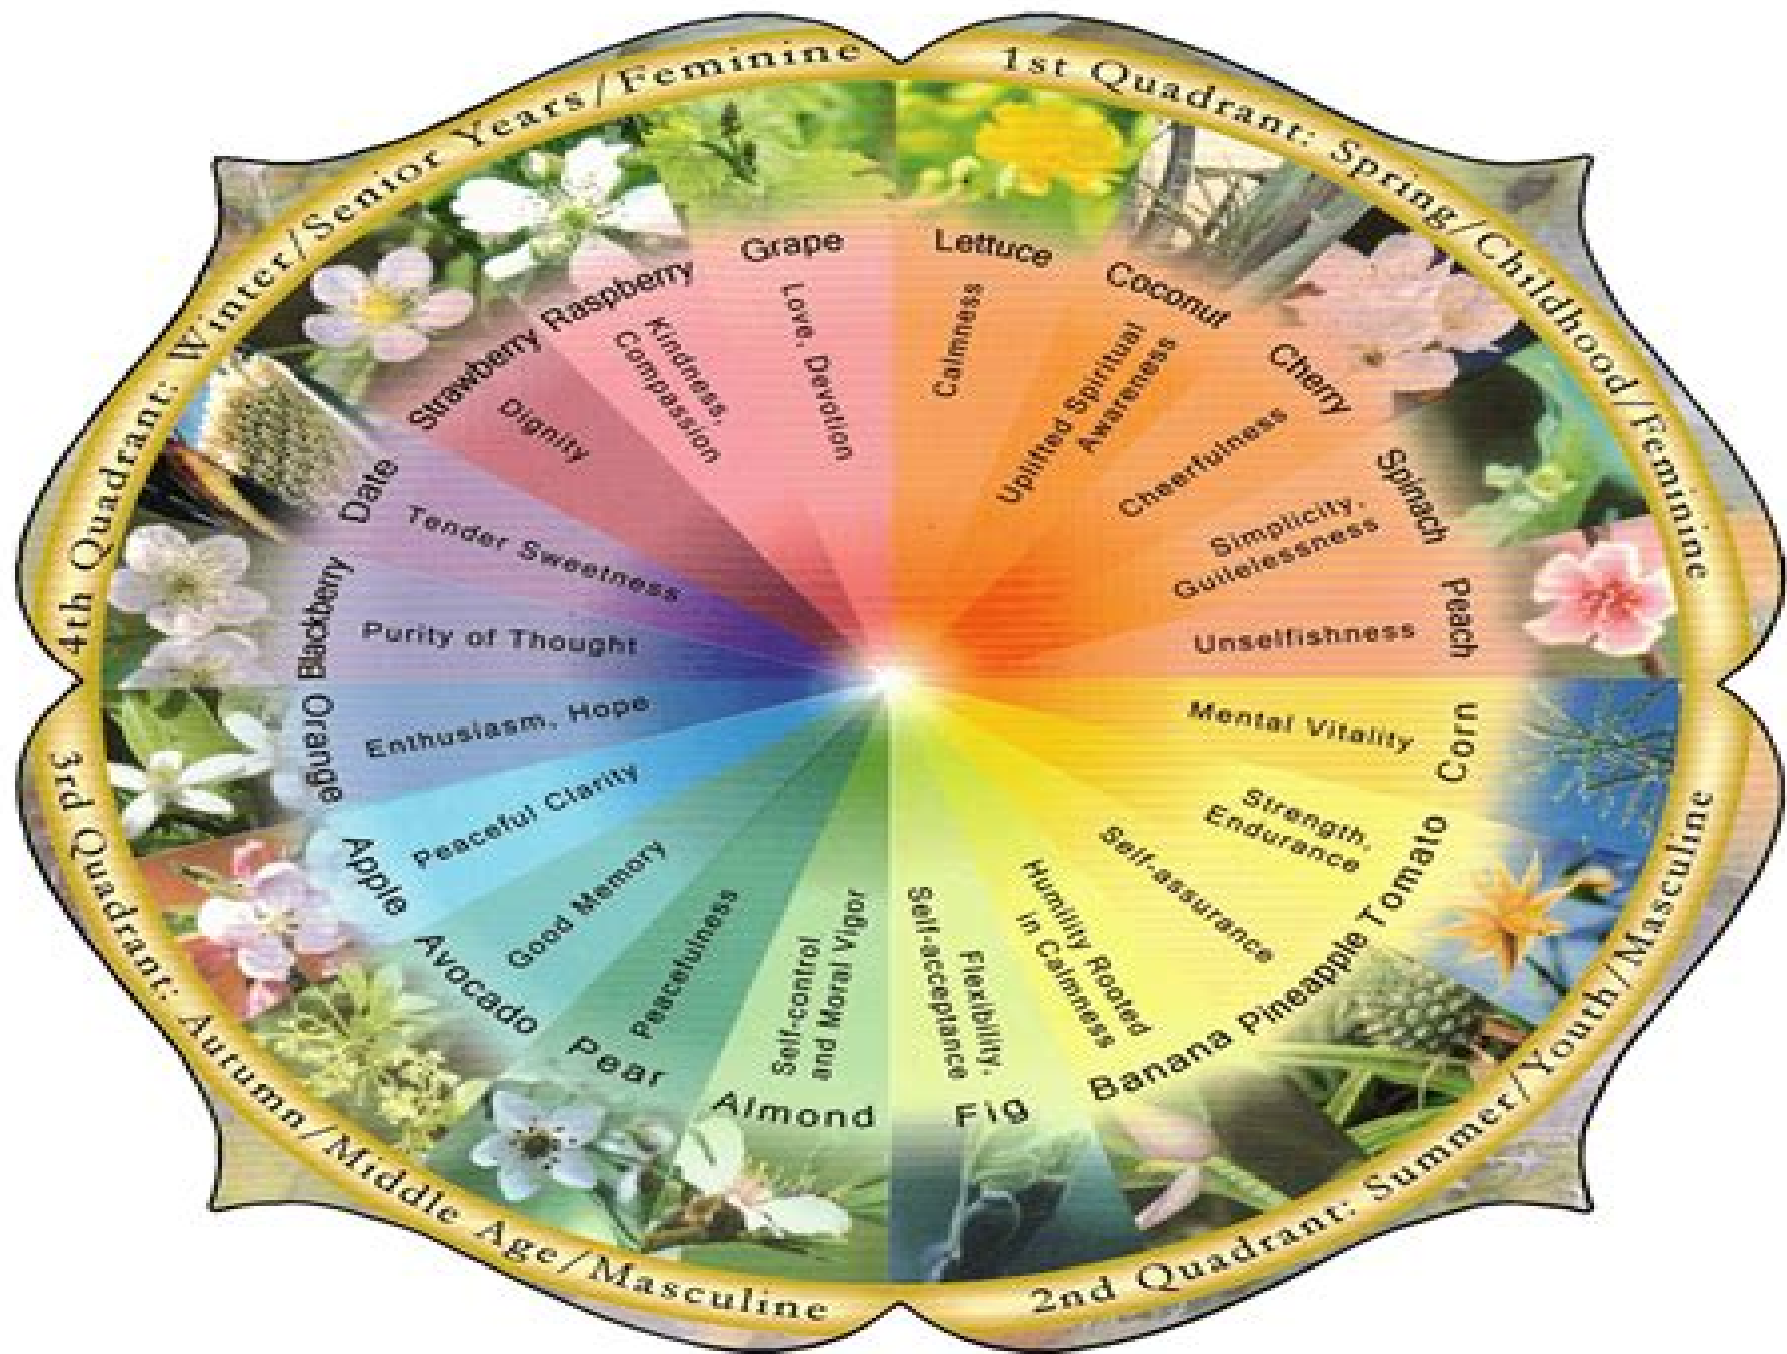 1st Quadrant: Spring/Childhood/Feminine
Lettuce
Calmness
Coconut
Uplifted Spiritual
Awareness
Cherry
Cheerfulness
Spinach
Simplicity,
Guilelessness
Peach
Unselfishness
2nd Quadrant: Summer/Youth/Masculine
Corn
Mental Vitality
Tomato
Strength,
Endurance
Pineapple
Self-assurance
Banana
Humility Rooted
in Calmness
Fig
Flexibility,
Self-acceptance
3rd Quadrant: Autumn/Middle Age/Masculine
Almond
Self-control
and Moral Vigor
Pear
Peacefulness
Avocado
Good Memory
Apple
Peaceful Clarity
Orange
Enthusiasm, Hope
4th Quadrant: Winter/Senior Years/Feminine
Blackberry
Purity of Thought
Date
Tender Sweetness
Strawberry
Dignity
Raspberry
Kindness,
Compassion
Grape
Love, Devotion